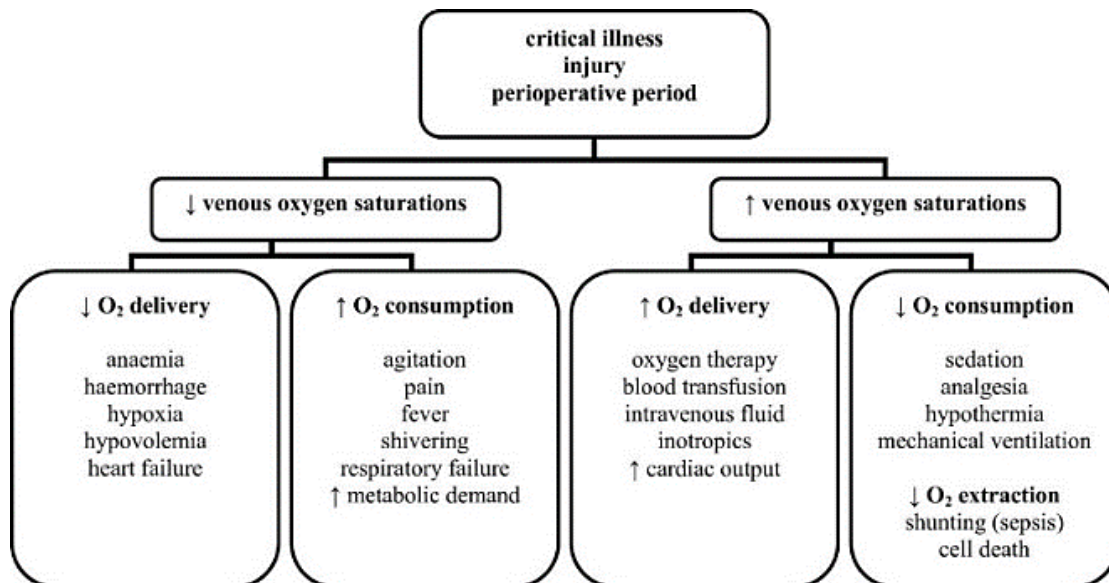 critical illness
injury
perioperative period
↓ venous oxygen saturations
↑ venous oxygen saturations
↓ O₂ delivery
anaemia
haemorrhage
hypoxia
hypovolemia
heart failure
↑ O₂ consumption
agitation
pain
fever
shivering
respiratory failure
↑ metabolic demand
↑ O₂ delivery
oxygen therapy
blood transfusion
intravenous fluid
inotropics
↑ cardiac output
↓ O₂ consumption
sedation
analgesia
hypothermia
mechanical ventilation
↓ O₂ extraction
shunting (sepsis)
cell death